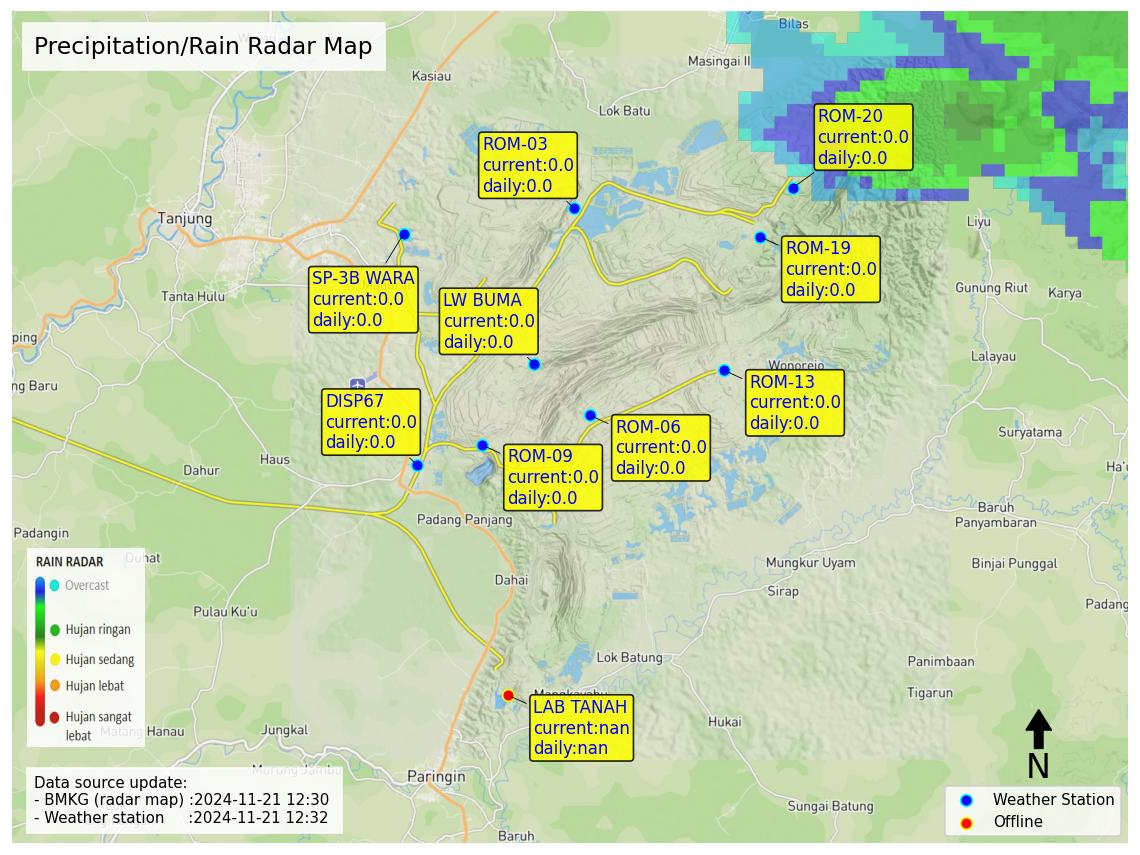 Precipitation/Rain Radar Map
Bilas
Masingai II
Kasiau
Lok Batu
ROM-20
current:0.0
daily:0.0
ROM-03
current:0.0
daily:0.0
Tanjung
Liyu
ROM-19
current:0.0
daily:0.0
SP-3B WARA
current:0.0
daily:0.0
Tanta Hulu
LW BUMA
current:0.0
daily:0.0
Gunung Riut
Karya
ping
Lalayau
ng Baru
Wonorejo
ROM-13
current:0.0
daily:0.0
DISP67
current:0.0
daily:0.0
ROM-06
current:0.0
daily:0.0
Suryatama
ROM-09
current:0.0
daily:0.0
Haus
Dahur
Ha'u
Padang Panjang
Baruh
Panyambaran
Padangin
Duhat
Mungkur Uyam
Binjai Punggal
Dahai
Sirap
Padang
Pulau Ku'u
RAIN RADAR
Overcast
Hujan ringan
Hujan sedang
Hujan lebat
Hujan sangat
lebat
Lok Batung
Panimbaan
Tigarun
Mangkayahu
LAB TANAH
current:nan
daily:nan
Hukai
Matang Hanau
Jungkal
Murung Jambu
Paringin
Sungai Batung
Baruh
N
Data source update:
- BMKG (radar map) :2024-11-21 12:30
- Weather station :2024-11-21 12:32
Weather Station
Offline